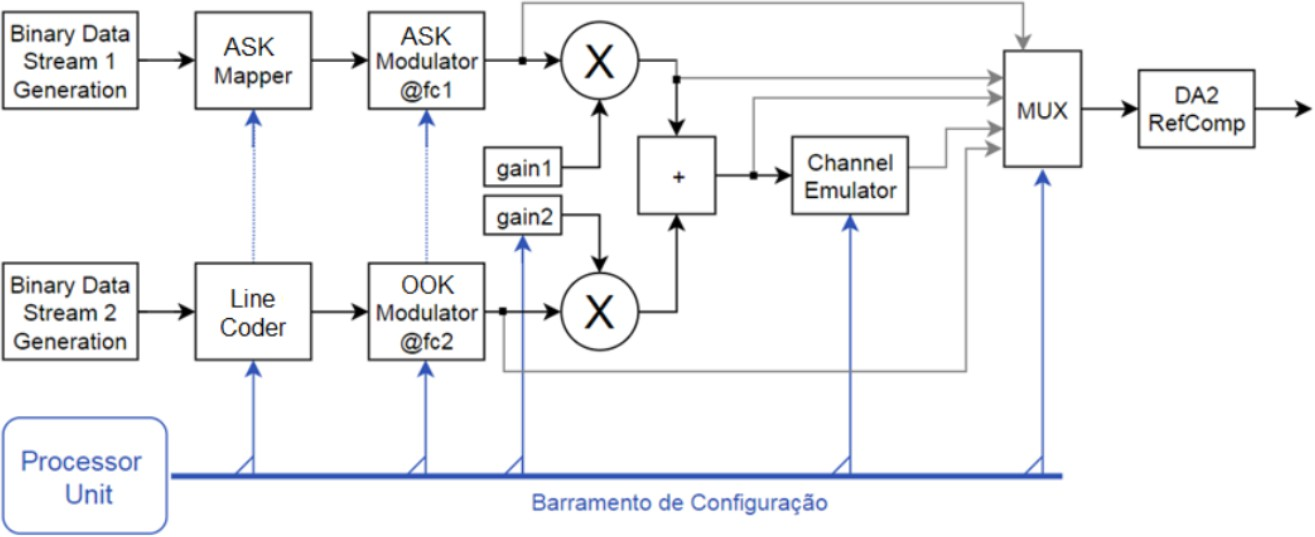 Binary Data
Stream 1
Generation
ASK
Mapper
ASK
Modulator
@fc1
X
MUX
DA2
RefComp
gain1
gain2
+
Channel
Emulator
Binary Data
Stream 2
Generation
Line
Coder
OOK
Modulator
@fc2
X
Processor
Unit
Barramento de Configuração